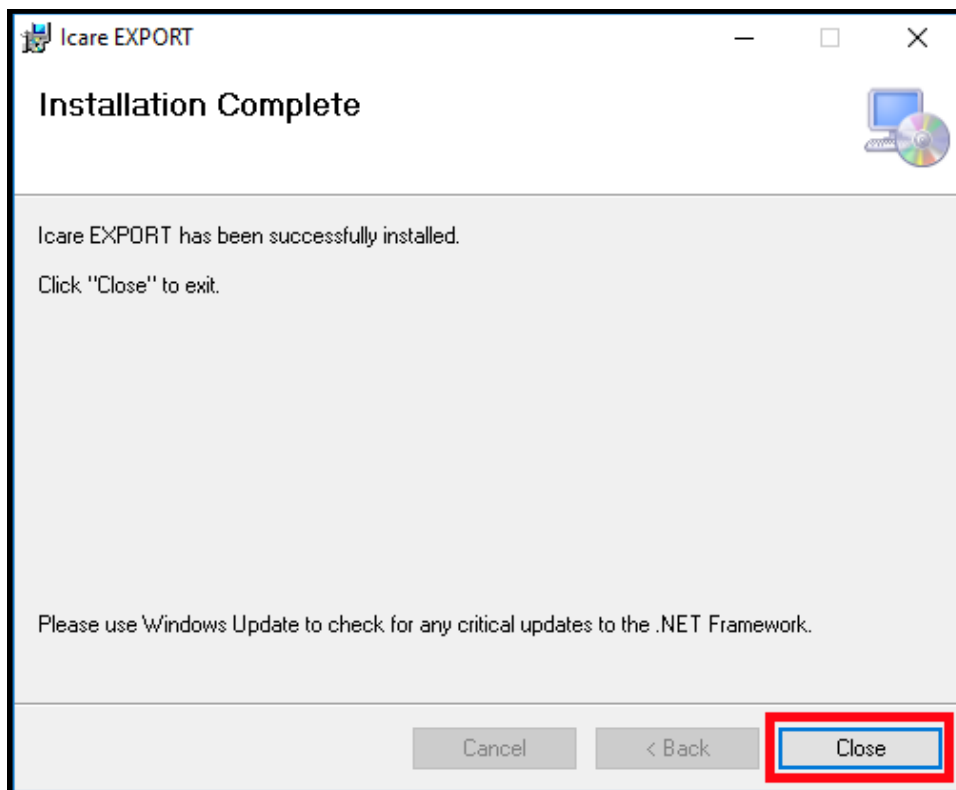 Icare EXPORT
Installation Complete
Icare EXPORT has been successfully installed.
Click "Close" to exit.
Please use Windows Update to check for any critical updates to the .NET Framework.
Cancel
< Back
Close